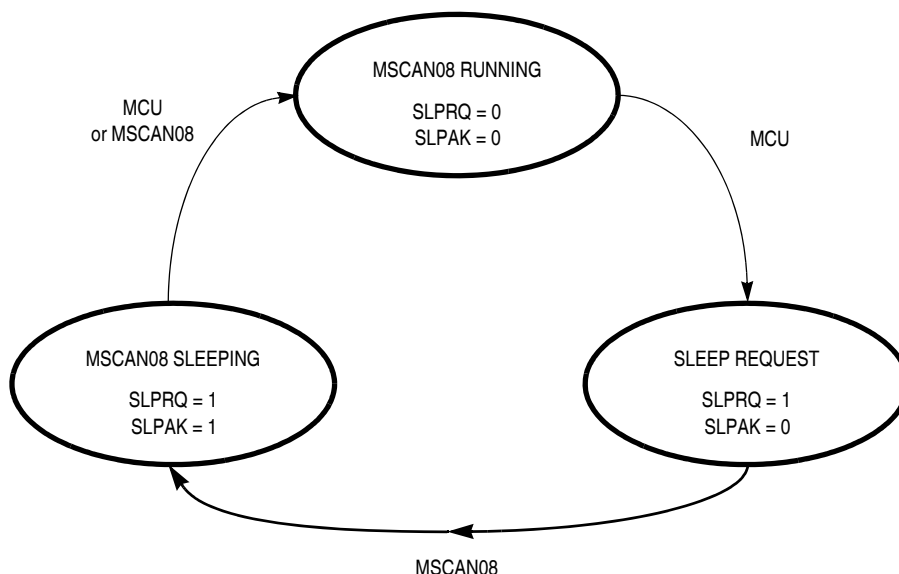 MSCAN08 RUNNING
SLPRQ = 0
SLPAK = 0
MCU
or MSCAN08
MCU
MSCAN08 SLEEPING
SLPRQ = 1
SLPAK = 1
SLEEP REQUEST
SLPRQ = 1
SLPAK = 0
MSCAN08